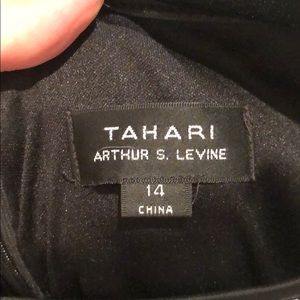 TAHARI
ARTHUR S. LEVINE
14
CHINA